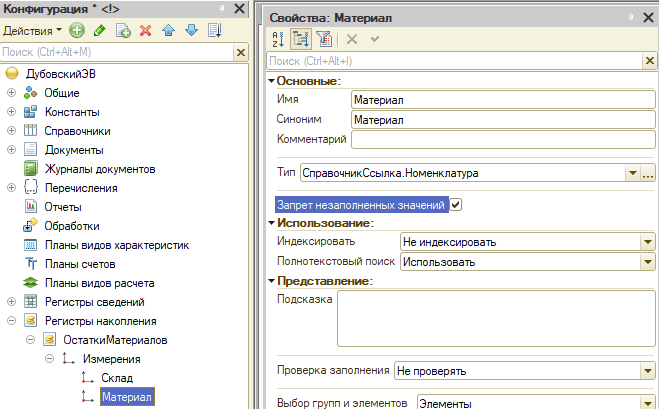 Конфигурация * <!>
Действия
Поиск (Ctrl+Alt+M)
ДубовскийЭВ
Общие
Константы
Справочники
Документы
Журналы документов
Перечисления
Отчеты
Обработки
Планы видов характеристик
Планы счетов
Планы видов расчета
Регистры сведений
Регистры накопления
ОстаткиМатериалов
Измерения
Склад
Материал
Свойства: Материал
Поиск (Ctrl+Alt+I)
Основные:
Имя Материал
Синоним Материал
Комментарий
Тип СправочникСсылка.Номенклатура ...
Запрет незаполненных значений
Использование:
Индексировать Не индексировать
Полнотекстовый поиск Использовать
Представление:
Подсказка
Проверка заполнения Не проверять
Выбор групп и элементов Элементы